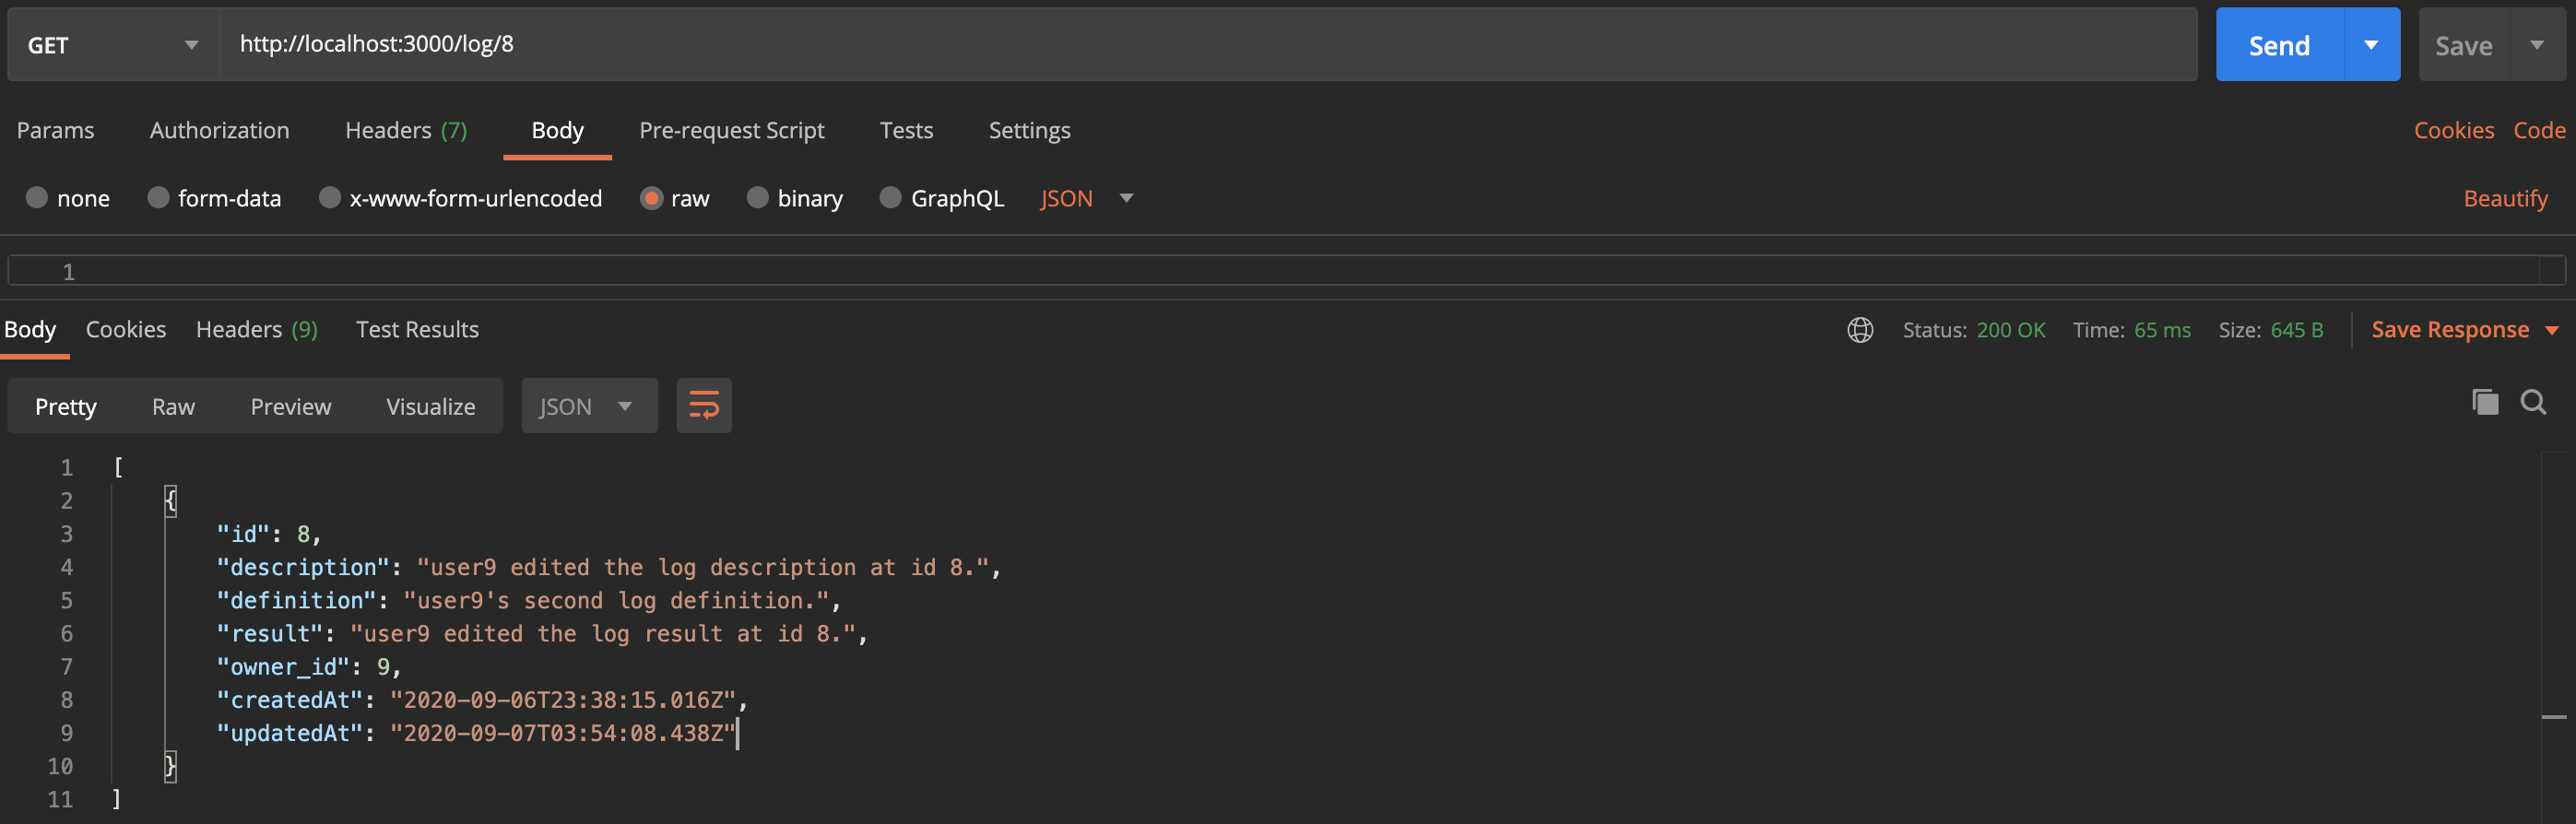 GET http://localhost:3000/log/8 Send Save
Params Authorization Headers (7) Body Pre-request Script Tests Settings Cookies Code
none form-data x-www-form-urlencoded raw binary GraphQL JSON Beautify
1
Body Cookies Headers (9) Test Results Status: 200 OK Time: 65 ms Size: 645 B Save Response
Pretty Raw Preview Visualize JSON
1 [
2 {
3 "id": 8,
4 "description": "user9 edited the log description at id 8.",
5 "definition": "user9's second log definition.",
6 "result": "user9 edited the log result at id 8.",
7 "owner_id": 9,
8 "createdAt": "2020-09-06T23:38:15.016Z",
9 "updatedAt": "2020-09-07T03:54:08.438Z"
10 }
11 ]